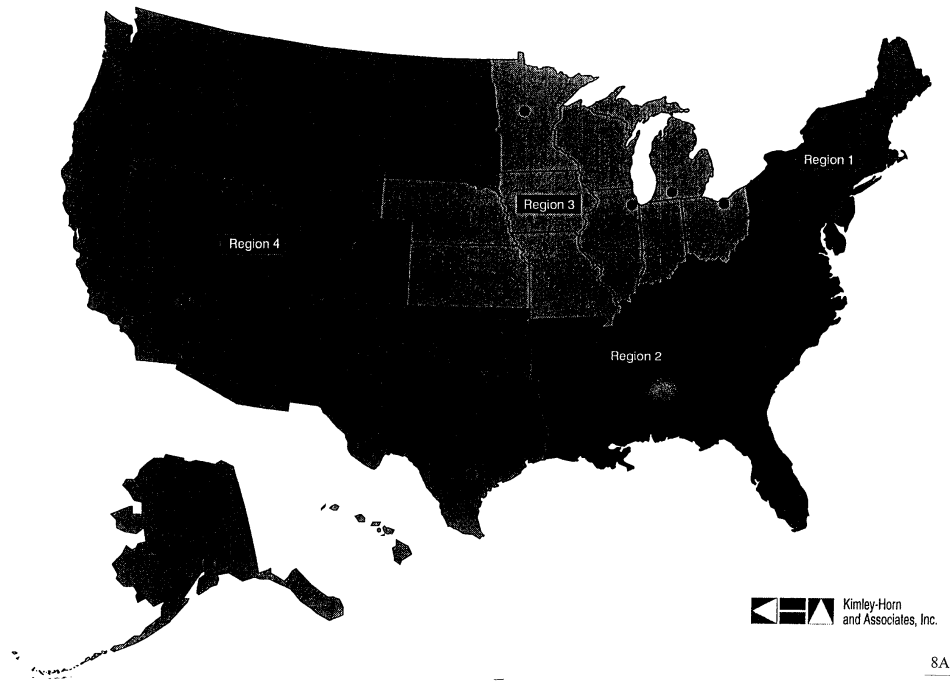 Region 1
Region 3
Region 4
Region 2
Kimley-Horn
and Associates, Inc.
8A